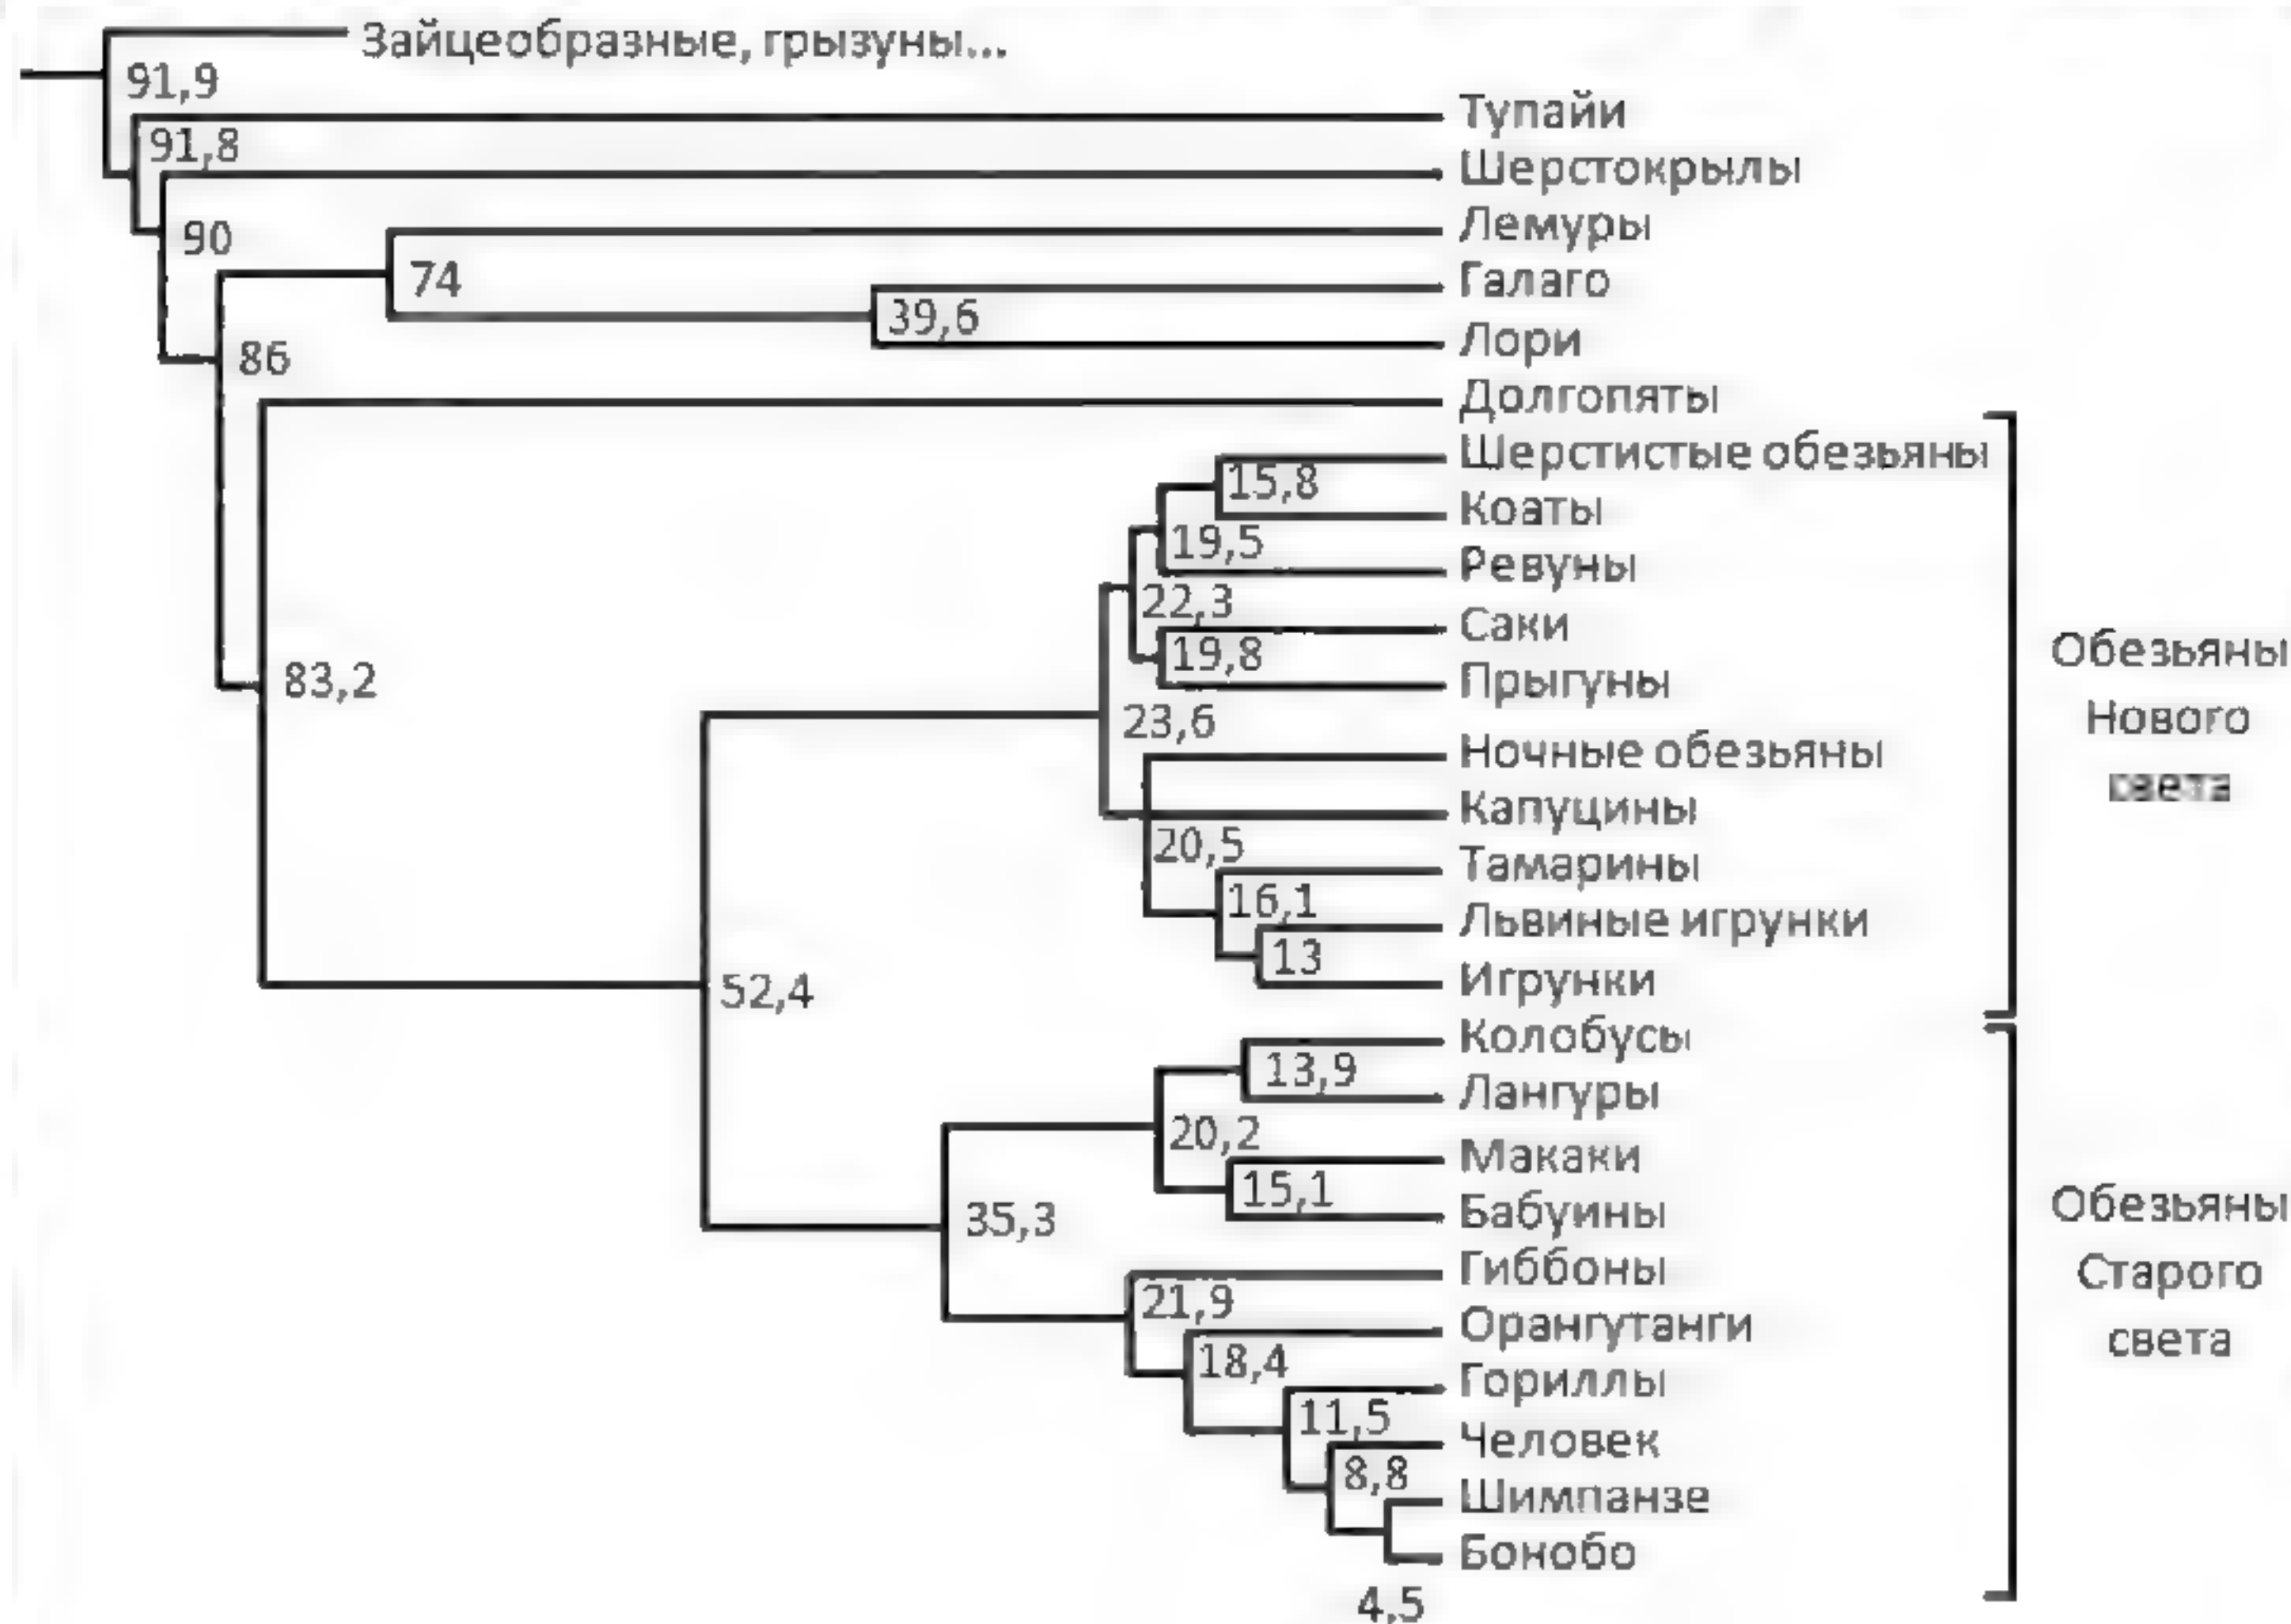 Зайцеобразные, грызуны...
91,9
Тупайи
91,8
Шерстокрылы
90
Лемуры
74
Галаго
39,6
Лори
86
Долгопяты
Шерстистые обезьяны
15,8
Коаты
19,5
Ревуны
22,3
Саки
19,8
Прыгуны
83,2
23,6
Ночные обезьяны
Капуцины
20,5
Тамарины
16,1
Львиные игрунки
13
Игрунки
52,4
Обезьяны
Нового
света
Колобусы
13,9
Лангуры
20,2
Макаки
15,1
Бабуины
35,3
Гиббоны
21,9
Орангутанги
18,4
Гориллы
11,5
Человек
8,8
Шимпанзе
Бонобо
4,5
Обезьяны
Старого
света